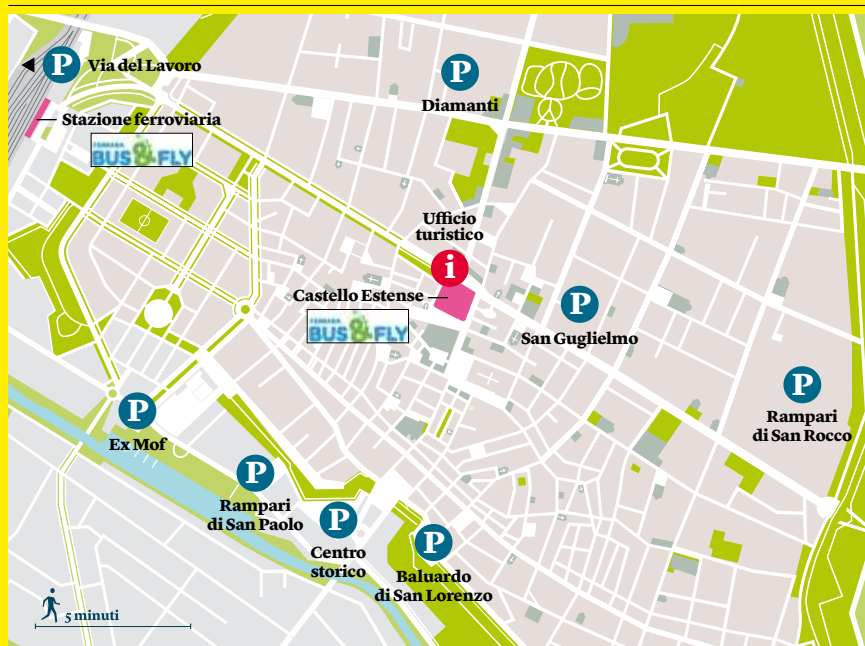 P Via del Lavoro
Stazione ferroviaria
FERRARA
BUS&FLY
P
Diamanti
Ufficio
turistico
i
Castello Estense
FERRARA
BUS&FLY
P
San Guglielmo
P
Rampari
di San Rocco
P
Ex Mof
P
Rampari
di San Paolo
P
Centro
storico
P
Baluardo
di San Lorenzo
5 minuti